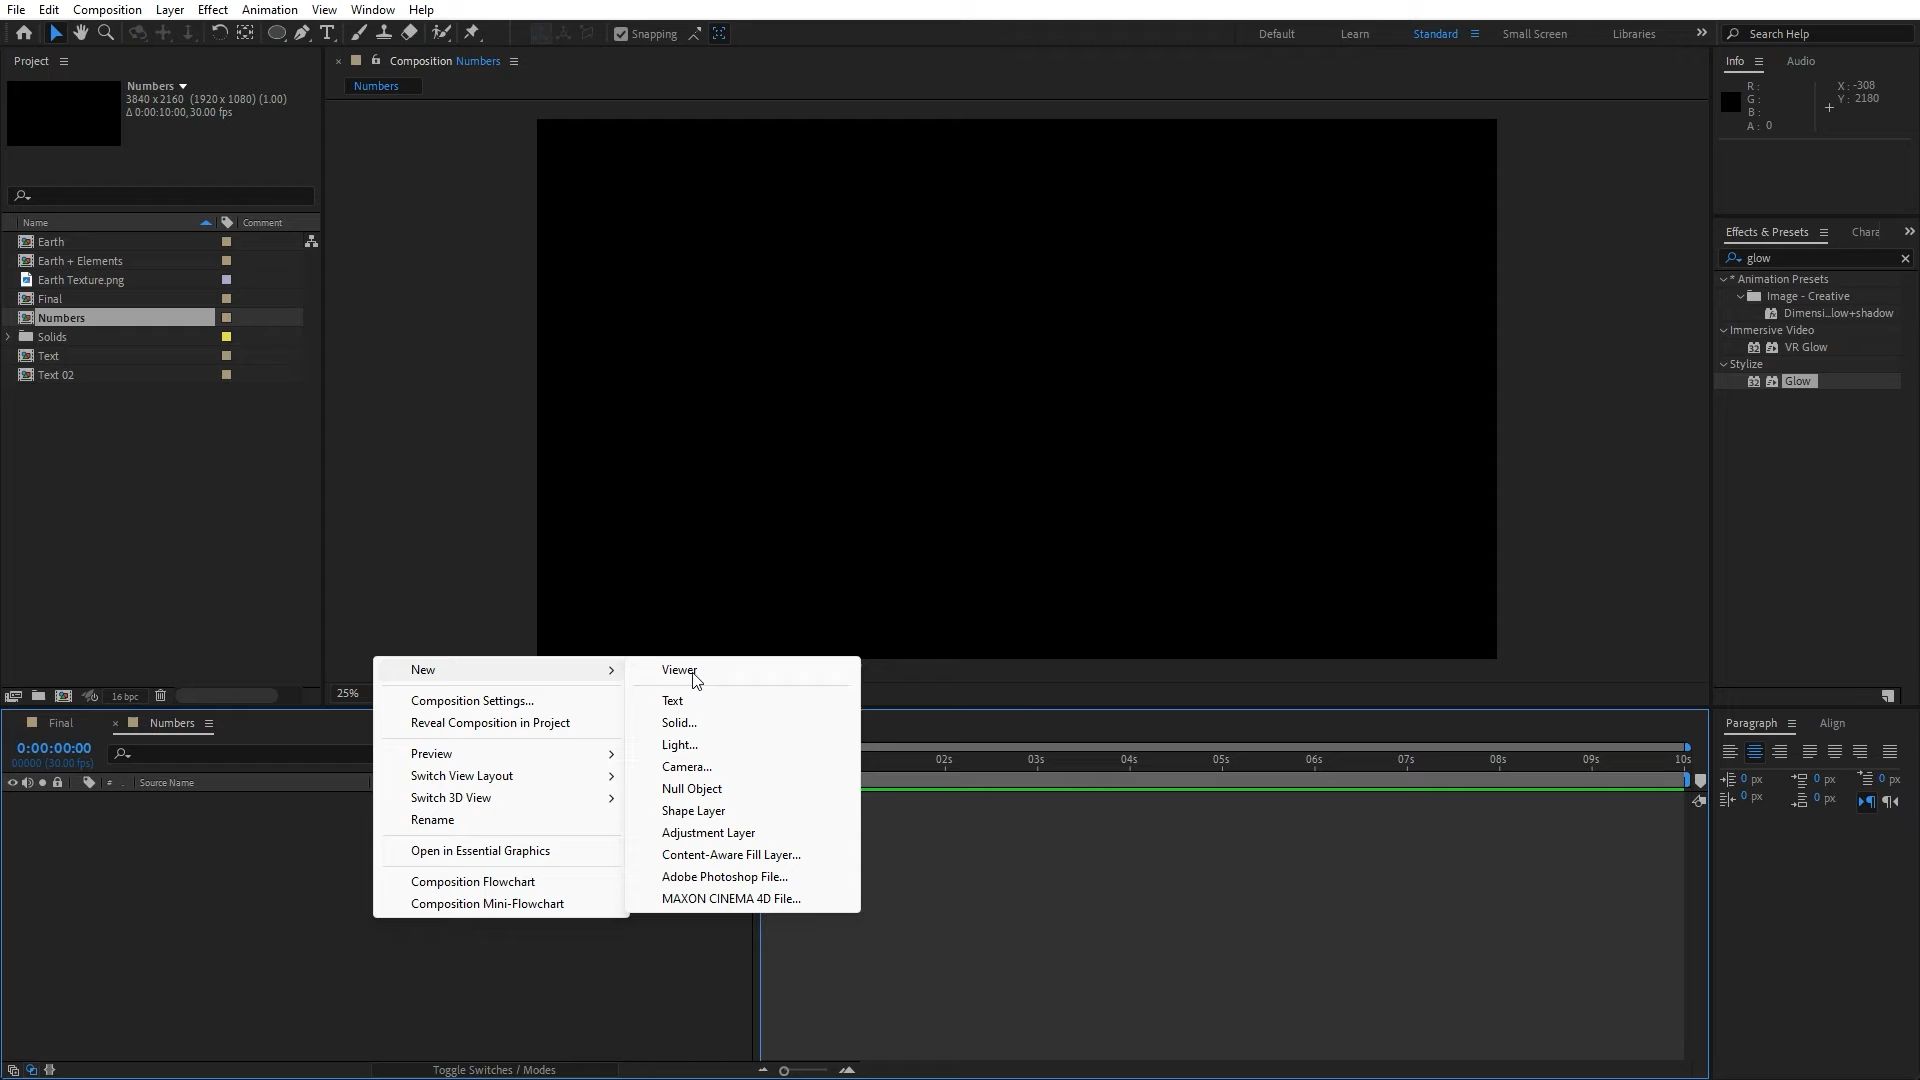 File Edit Composition Layer Effect Animation View Window Help
Snapping Default Learn Standard Small Screen Libraries Search Help
Project
Composition Numbers
Info Audio
Numbers
3840 x 2160 (1920 x 1080) (1.00)
Δ 0:00:10:00, 30.00 fps
Numbers
R :
G :
B :
A : 0
X : -308
Y : 2180
Name Comment
Earth
Earth + Elements
Earth Texture.png
Final
Numbers
Solids
Text
Text 02
Effects & Presets Chara
glow
* Animation Presets
Image - Creative
Dimensi...low+shadow
Immersive Video
VR Glow
Stylize
Glow
16 bpc
25%
New
Composition Settings...
Reveal Composition in Project
Preview
Switch View Layout
Switch 3D View
Rename
Open in Essential Graphics
Composition Flowchart
Composition Mini-Flowchart
Viewer
Text
Solid...
Light...
Camera...
Null Object
Shape Layer
Adjustment Layer
Content-Aware Fill Layer...
Adobe Photoshop File...
MAXON CINEMA 4D File...
Final Numbers
0:00:00:00
00000 (30.00 fps)
# Source Name
02s 03s 04s 05s 06s 07s 08s 09s 10s
Paragraph Align
0 px 0 px 0 px
0 px 0 px
Toggle Switches / Modes